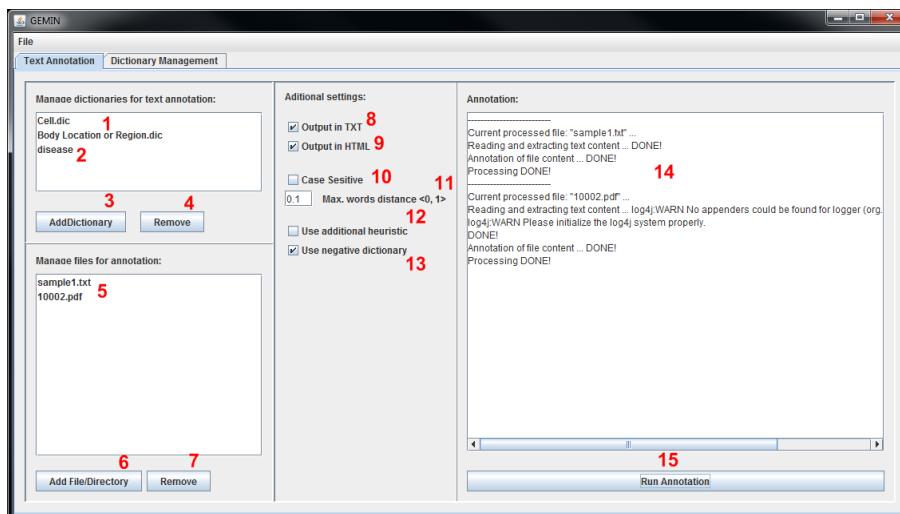 GEMIN
File
Text Annotation Dictionary Management
Manage dictionaries for text annotation:
Cell.dic
1
Body Location or Region.dic
disease 2
3 4
AddDictionary Remove
Manage files for annotation:
sample1.txt
5
10002.pdf
6 7
Add File/Directory Remove
Aditional settings:
8
Output in TXT
Output in HTML 9
Case Sesitive 10
11
0.1 Max. words distance <0, 1>
12
Use additional heuristic
Use negative dictionary
13
Annotation:
---------------------------
Current processed file: "sample1.txt" ...
Reading and extracting text content ... DONE!
Annotation of file content ... DONE!
Processing DONE!
14
---------------------------
Current processed file: "10002.pdf" ...
Reading and extracting text content ... log4j:WARN No appenders could be found for logger (org.
log4j:WARN Please initialize the log4j system properly.
DONE!
Annotation of file content ... DONE!
Processing DONE!
15
Run Annotation